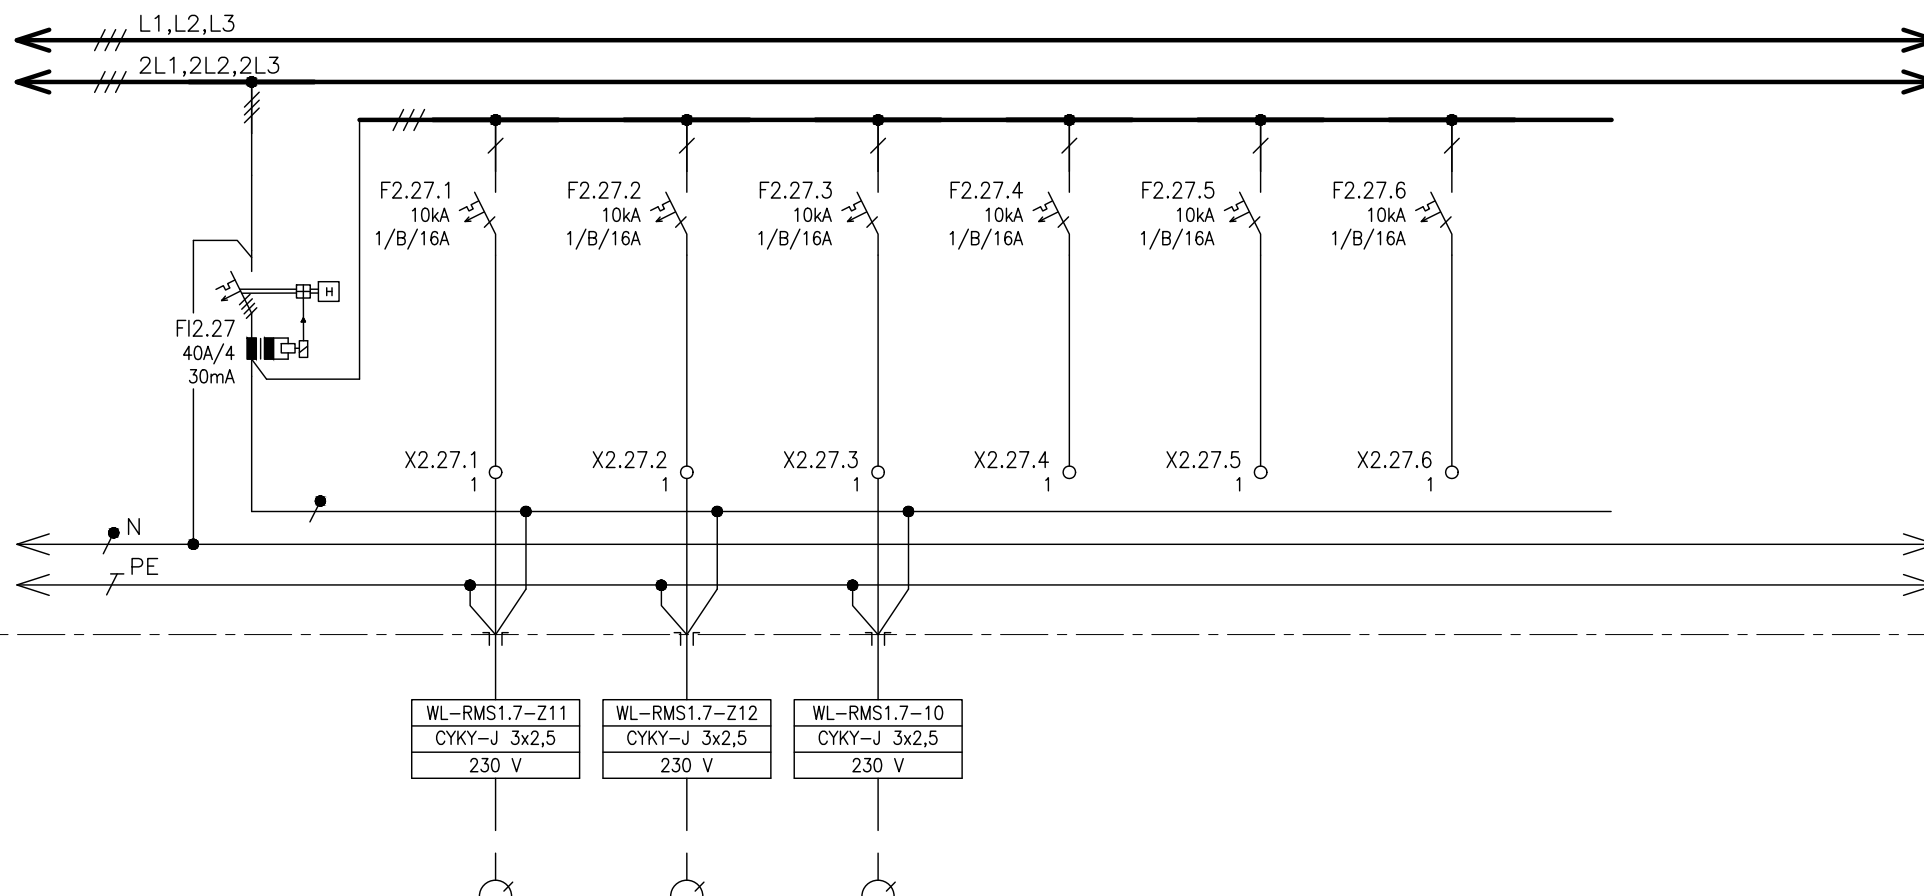 L1,L2,L3
2L1,2L2,2L3
F2.27.1
10kA
1/B/16A
F2.27.2
10kA
1/B/16A
F2.27.3
10kA
1/B/16A
F2.27.4
10kA
1/B/16A
F2.27.5
10kA
1/B/16A
F2.27.6
10kA
1/B/16A
H
FI2.27
40A/4
30mA
X2.27.1
1
X2.27.2
1
X2.27.3
1
X2.27.4
1
X2.27.5
1
X2.27.6
1
N
PE
WL-RMS1.7-Z11
CYKY-J 3x2,5
230 V
WL-RMS1.7-Z12
CYKY-J 3x2,5
230 V
WL-RMS1.7-10
CYKY-J 3x2,5
230 V